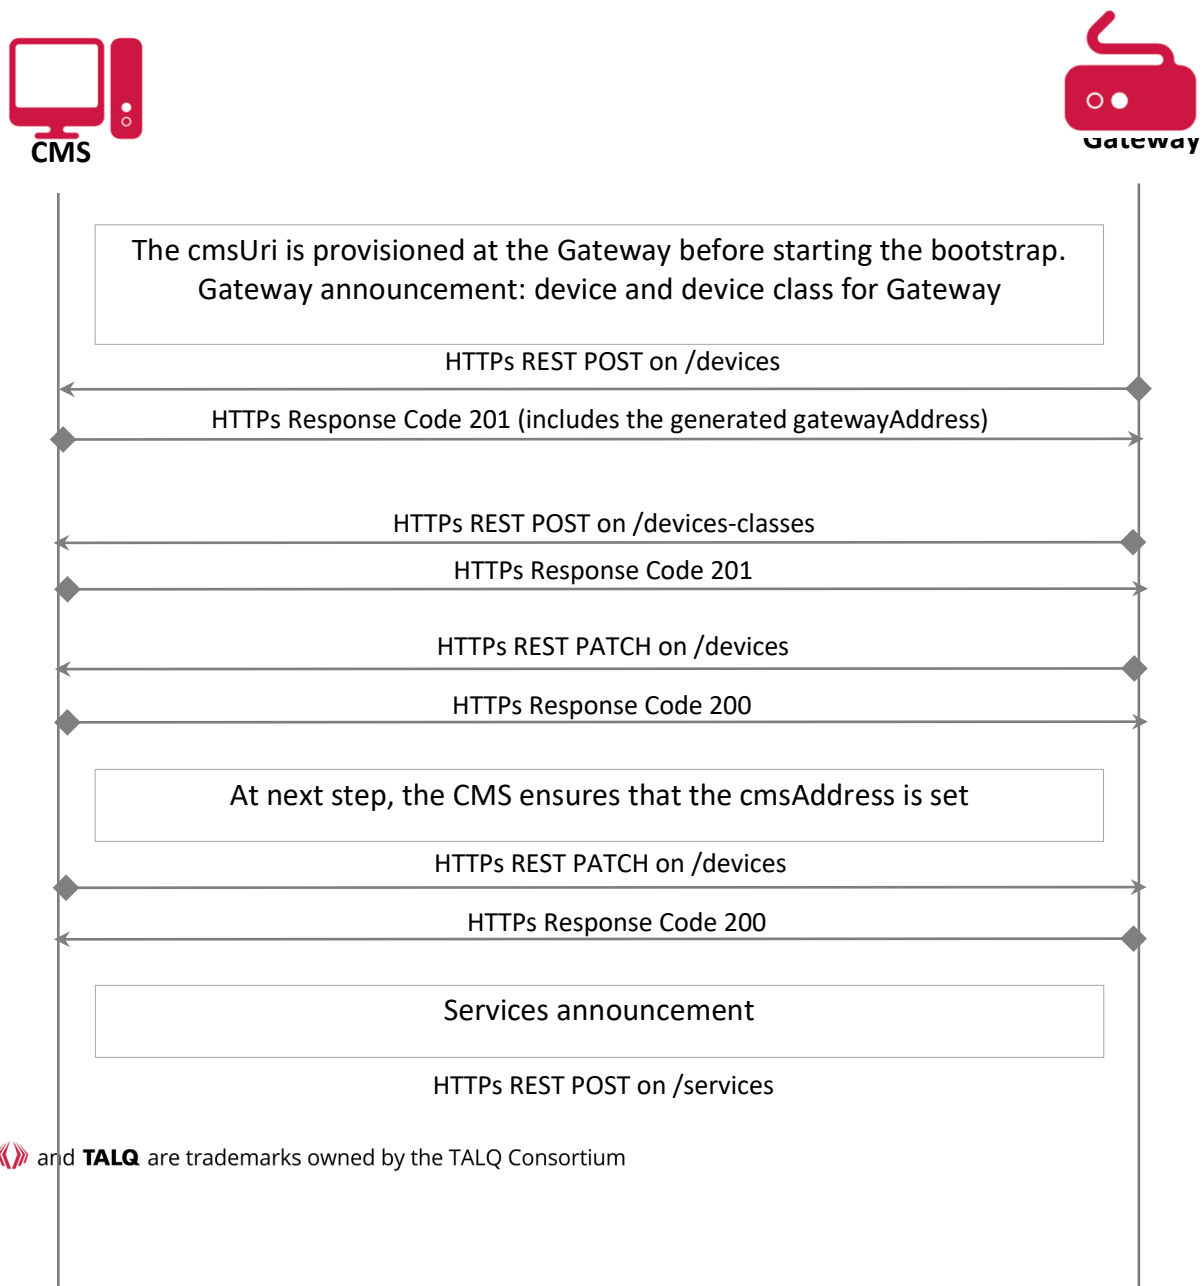 CMS
Gateway
The cmsUri is provisioned at the Gateway before starting the bootstrap.
Gateway announcement: device and device class for Gateway
HTTPs REST POST on /devices
HTTPs Response Code 201 (includes the generated gatewayAddress)
HTTPs REST POST on /devices-classes
HTTPs Response Code 201
HTTPs REST PATCH on /devices
HTTPs Response Code 200
At next step, the CMS ensures that the cmsAddress is set
HTTPs REST PATCH on /devices
HTTPs Response Code 200
Services announcement
HTTPs REST POST on /services
and TALQ are trademarks owned by the TALQ Consortium